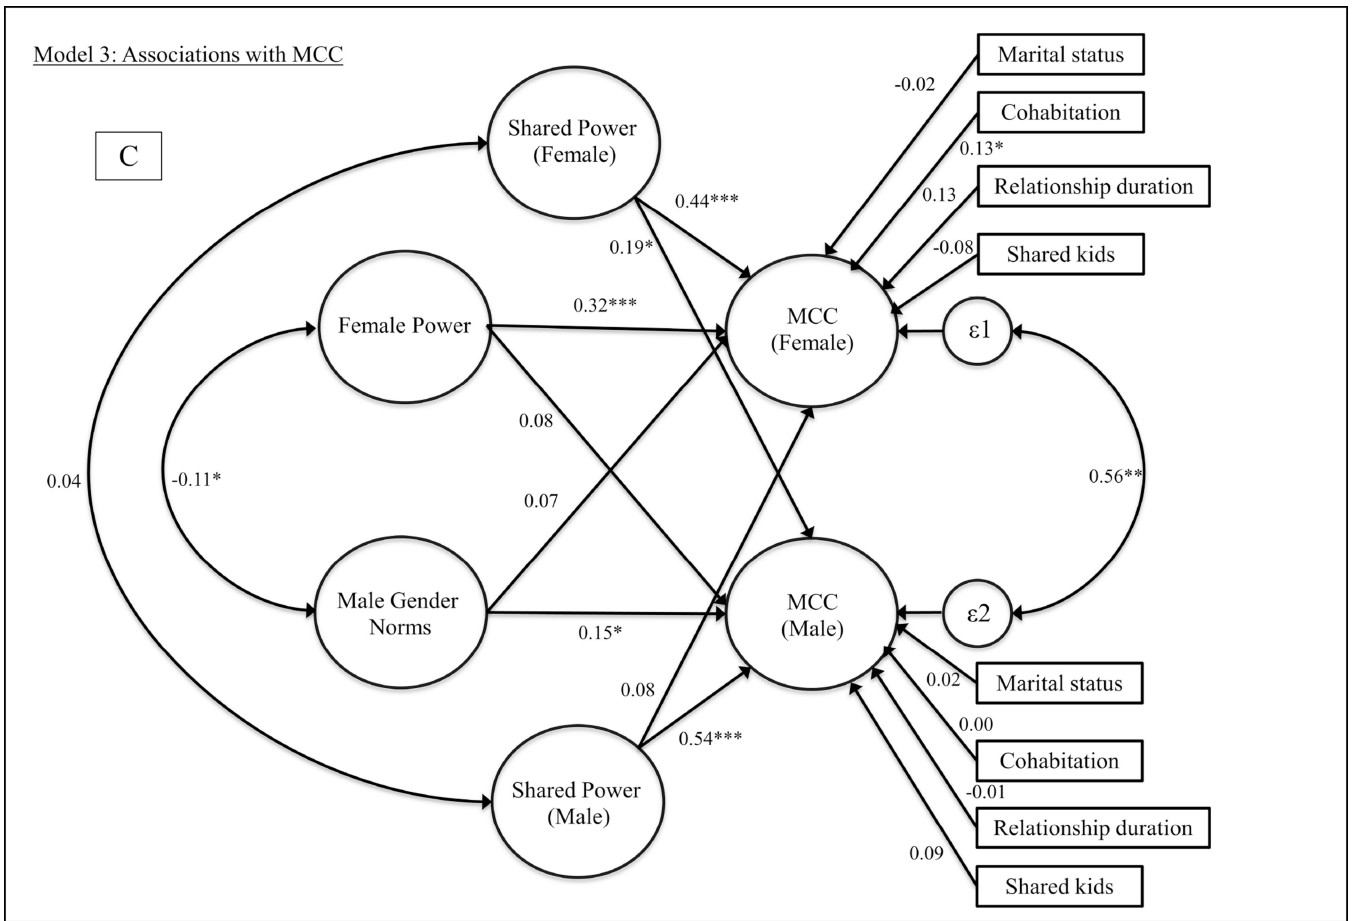 Model 3: Associations with MCC
C
Shared Power
(Female)
Female Power
Male Gender
Norms
Shared Power
(Male)
MCC
(Female)
MCC
(Male)
Marital status
Cohabitation
Relationship duration
Shared kids
-0.02
0.13*
0.13
-0.08
ε1
ε2
0.56**
0.44***
0.19*
0.32***
0.08
0.07
0.15*
0.08
0.54***
0.04
-0.11*
Marital status
Cohabitation
Relationship duration
Shared kids
0.02
0.00
-0.01
0.09